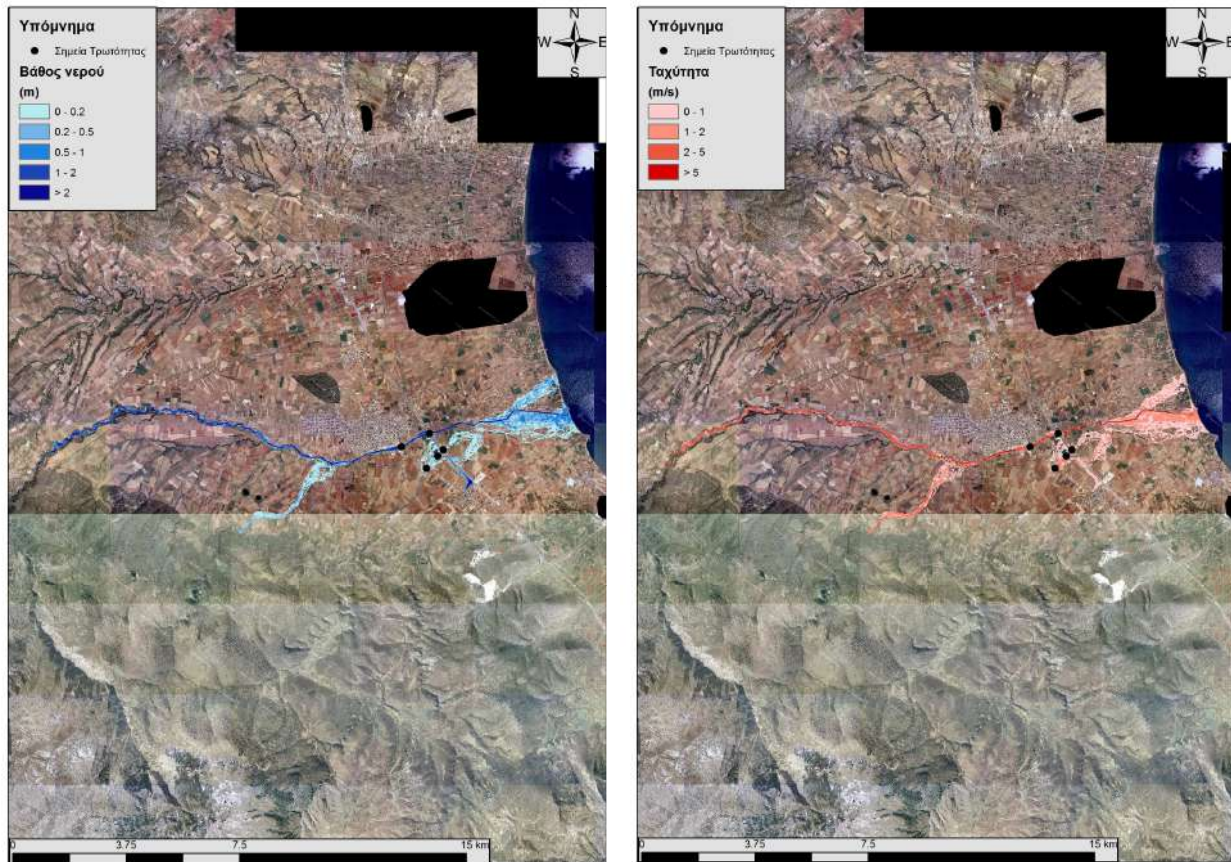 Υπόμνημα
Σημεία Τρωτότητας
Βάθος νερού
(m)
0 - 0.2
0.2 - 0.5
0.5 - 1
1 - 2
> 2
N
W E
S
0 3.75 7.5 15 km
Υπόμνημα
Σημεία Τρωτότητας
Ταχύτητα
(m/s)
0 - 1
1 - 2
2 - 5
> 5
N
W E
S
0 3.75 7.5 15 km